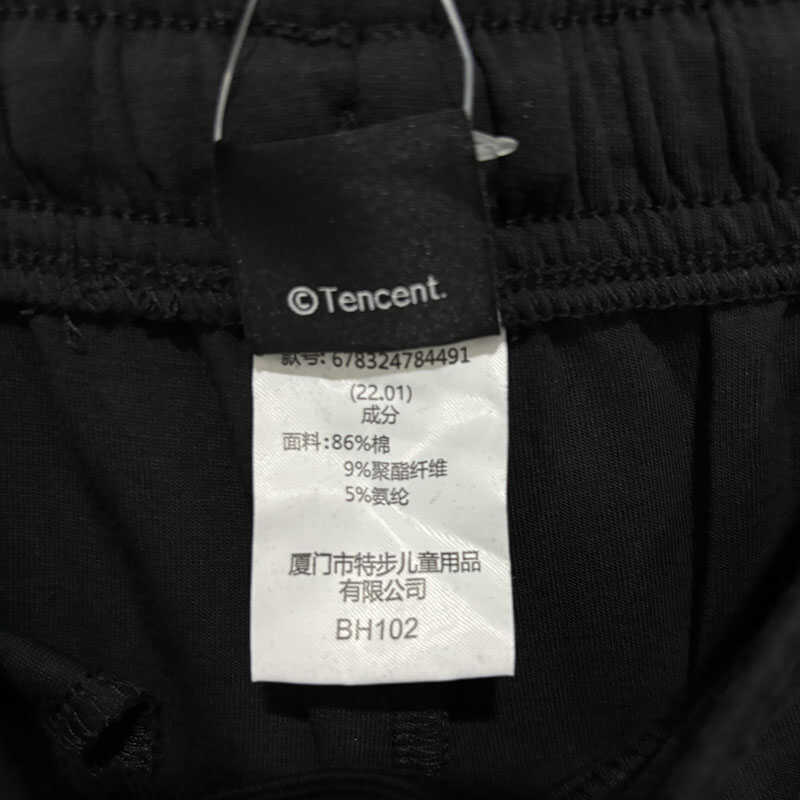 ©Tencent.
款号: 678324784491
(22.01)
成分
面料:86%棉
9%聚酯纤维
5%氨纶
厦门市特步儿童用品
有限公司
BH102